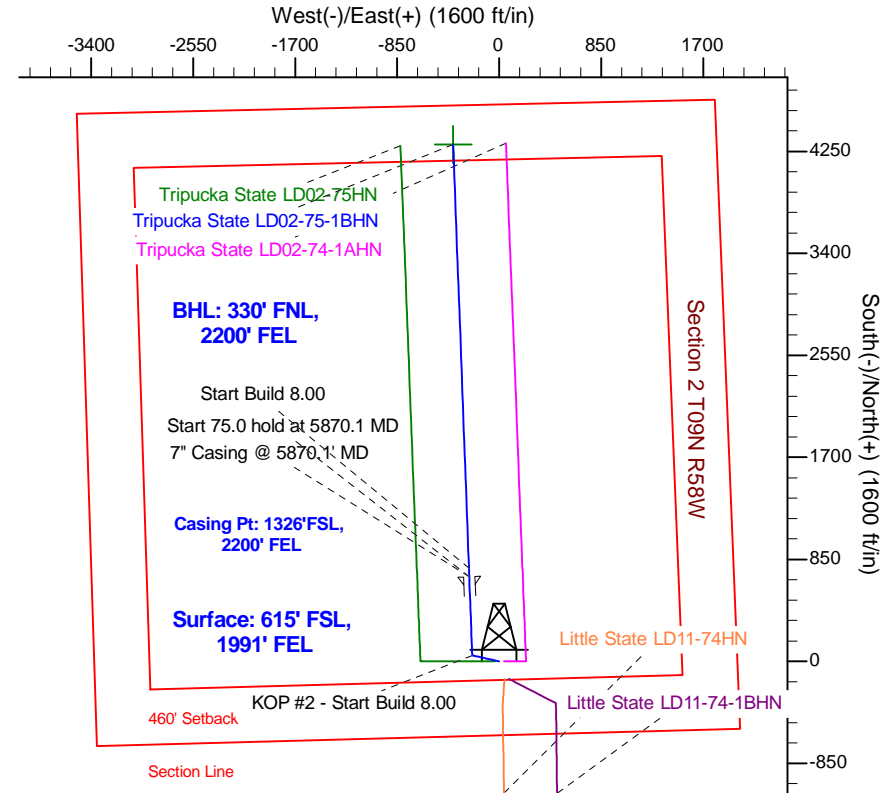 West(-)/East(+) (1600 ft/in)
-3400 -2550 -1700 -850 0 850 1700
4250
Tripucka State LD02-75HN
Tripucka State LD02-75-1BHN
Tripucka State LD02-74-1AHN
3400
BHL: 330' FNL,
2200' FEL
Section 2 T09N R58W
South(-)/North(+) (1600 ft/in)
2550
Start Build 8.00
Start 75.0 hold at 5870.1 MD
7" Casing @ 5870.1' MD
1700
Casing Pt: 1326'FSL,
2200' FEL
850
Surface: 615' FSL,
1991' FEL
Little State LD11-74HN
0
KOP #2 - Start Build 8.00
Little State LD11-74-1BHN
460' Setback
Section Line
-850